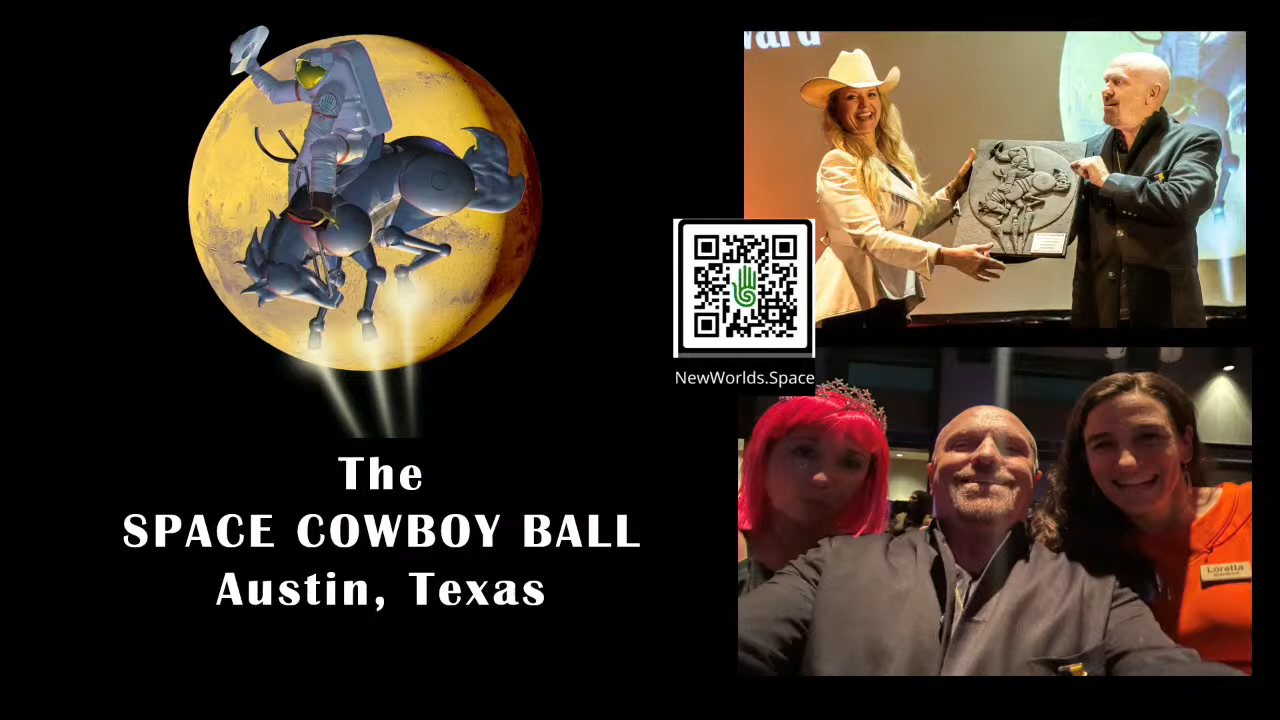 The
SPACE COWBOY BALL
Austin, Texas
NewWorlds.Space
Loretta